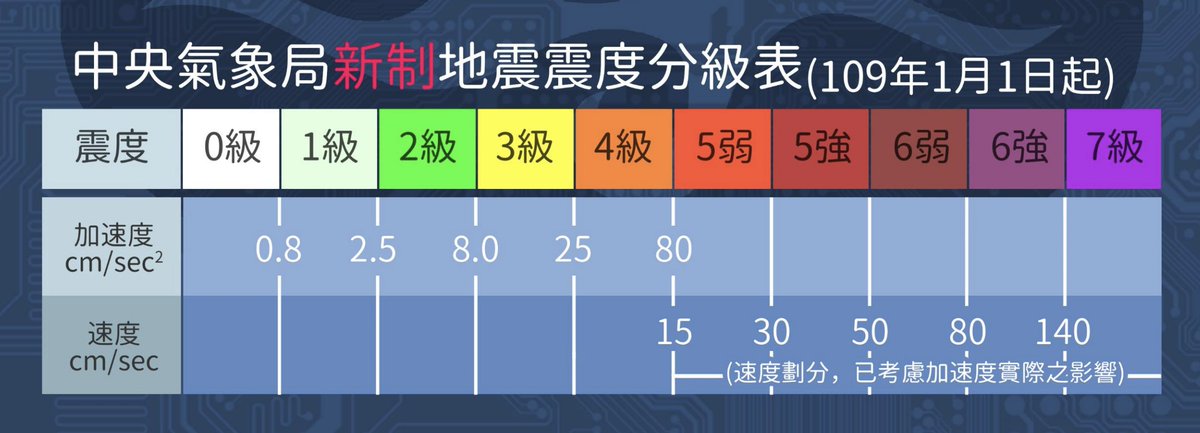 中央氣象局新制地震震度分級表(109年1月1日起)
震度 0級 1級 2級 3級 4級 5弱 5強 6弱 6強 7級
加速度
cm/sec² 0.8 2.5 8.0 25 80
速度
cm/sec 15 30 50 80 140
(速度劃分，已考慮加速度實際之影響)